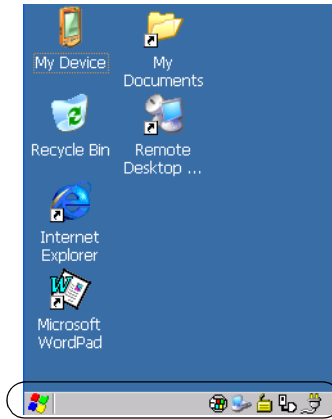 My Device
My
Documents
Recycle Bin
Remote
Desktop ...
Internet
Explorer
Microsoft
WordPad